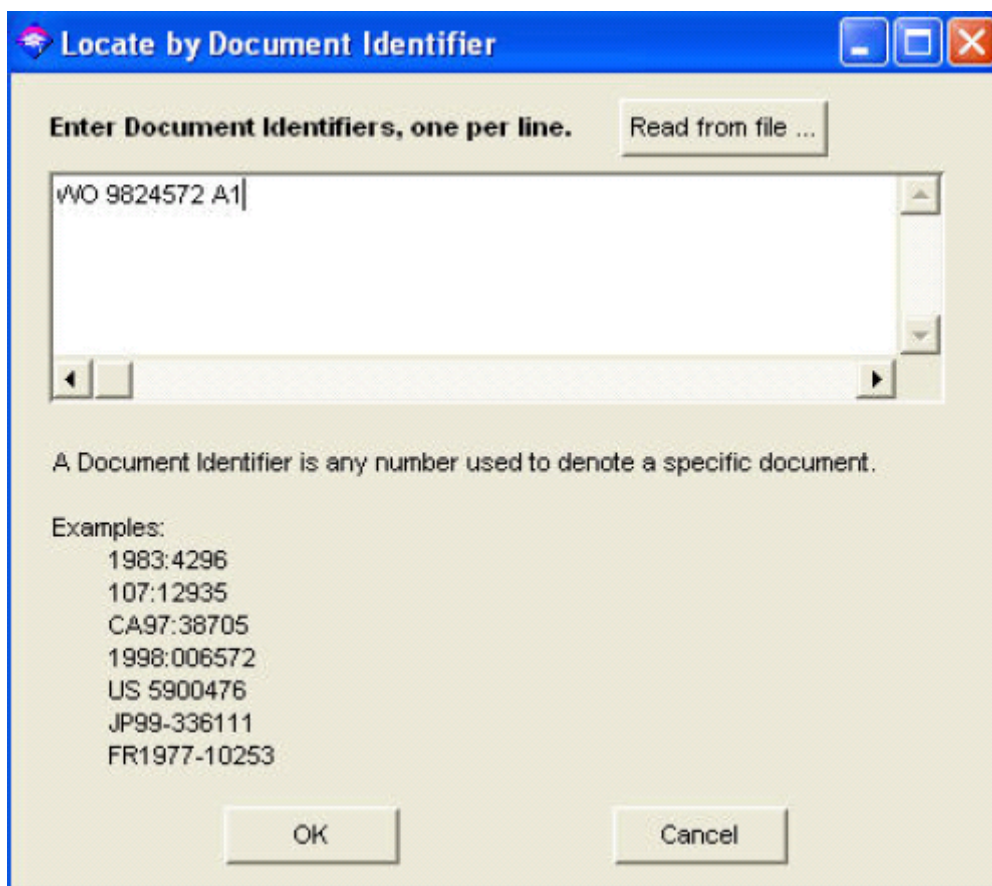 Locate by Document Identifier
Enter Document Identifiers, one per line.
Read from file ...
WO 9824572 A1
A Document Identifier is any number used to denote a specific document.
Examples:
1983:4296
107:12935
CA97:38705
1998:006572
US 5900476
JP99-336111
FR1977-10253
OK
Cancel